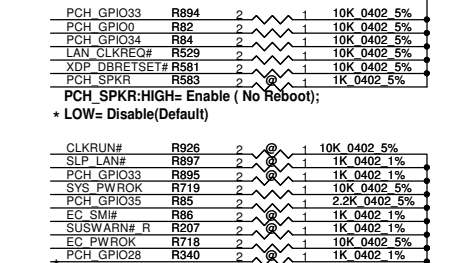 PCH_GPIO33 R894 2 1 10K_0402_5%
PCH_GPIO0 R82 2 1 10K_0402_5%
PCH_GPIO34 R84 2 1 10K_0402_5%
LAN_CLKREQ# R529 2 1 10K_0402_5%
XDP_DBRETSET# R581 2 1 10K_0402_5%
PCH_SPKR R583 2 @ 1 1K_0402_5%
PCH_SPKR:HIGH= Enable ( No Reboot);
* LOW= Disable(Default)
CLKRUN# R926 2 @ 1 10K_0402_5%
SLP_LAN# R897 2 @ 1 1K_0402_1%
PCH_GPIO33 R895 2 @ 1 1K_0402_1%
SYS_PWROK R719 2 1 10K_0402_5%
PCH_GPIO35 R85 2 1 2.2K_0402_5%
EC_SMI# R86 2 @ 1 1K_0402_1%
SUSWARN#_R R207 2 @ 1 1K_0402_1%
EC_PWROK R718 2 1 10K_0402_5%
PCH_GPIO28 R340 2 @ 1 1K_0402_1%